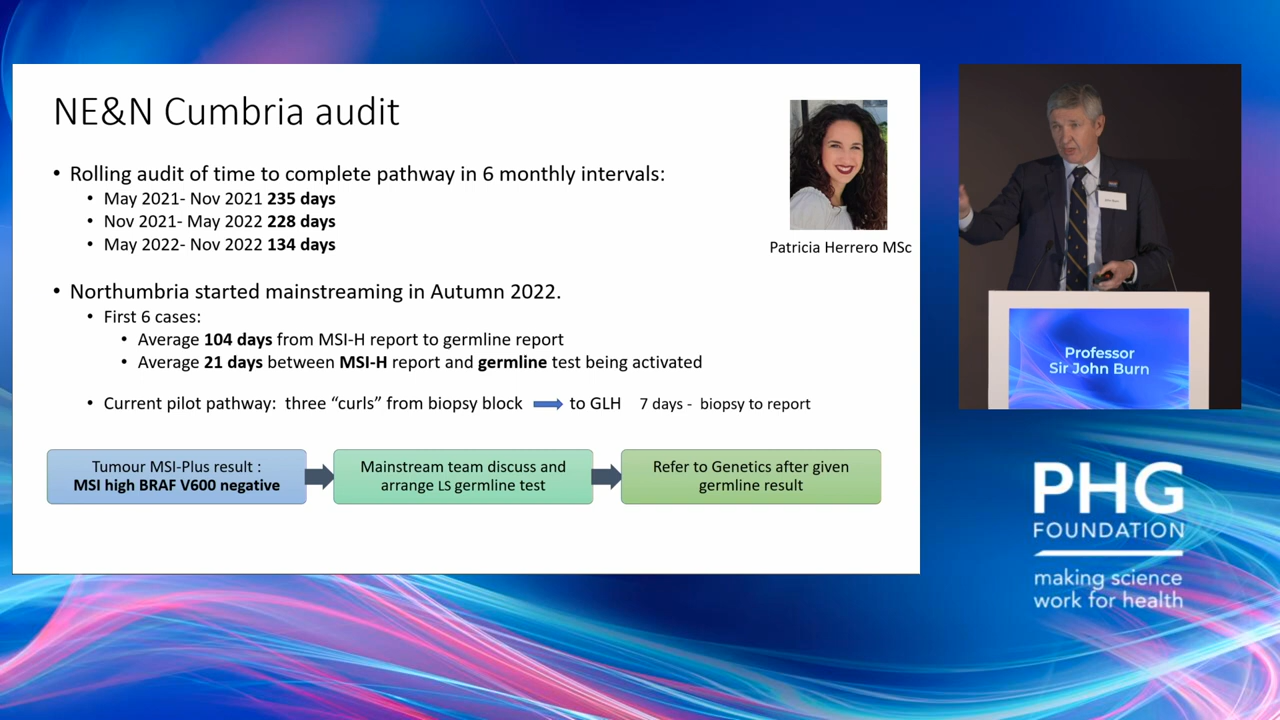 NE&N Cumbria audit
• Rolling audit of time to complete pathway in 6 monthly intervals:
• May 2021- Nov 2021 235 days
• Nov 2021- May 2022 228 days
• May 2022- Nov 2022 134 days
Patricia Herrero MSc
• Northumbria started mainstreaming in Autumn 2022.
• First 6 cases:
• Average 104 days from MSI-H report to germline report
• Average 21 days between MSI-H report and germline test being activated
• Current pilot pathway: three “curls” from biopsy block to GLH 7 days - biopsy to report
Tumour MSI-Plus result :
MSI high BRAF V600 negative
Mainstream team discuss and
arrange LS germline test
Refer to Genetics after given
germline result
Professor
Sir John Burn
PHG
FOUNDATION
making science
work for health